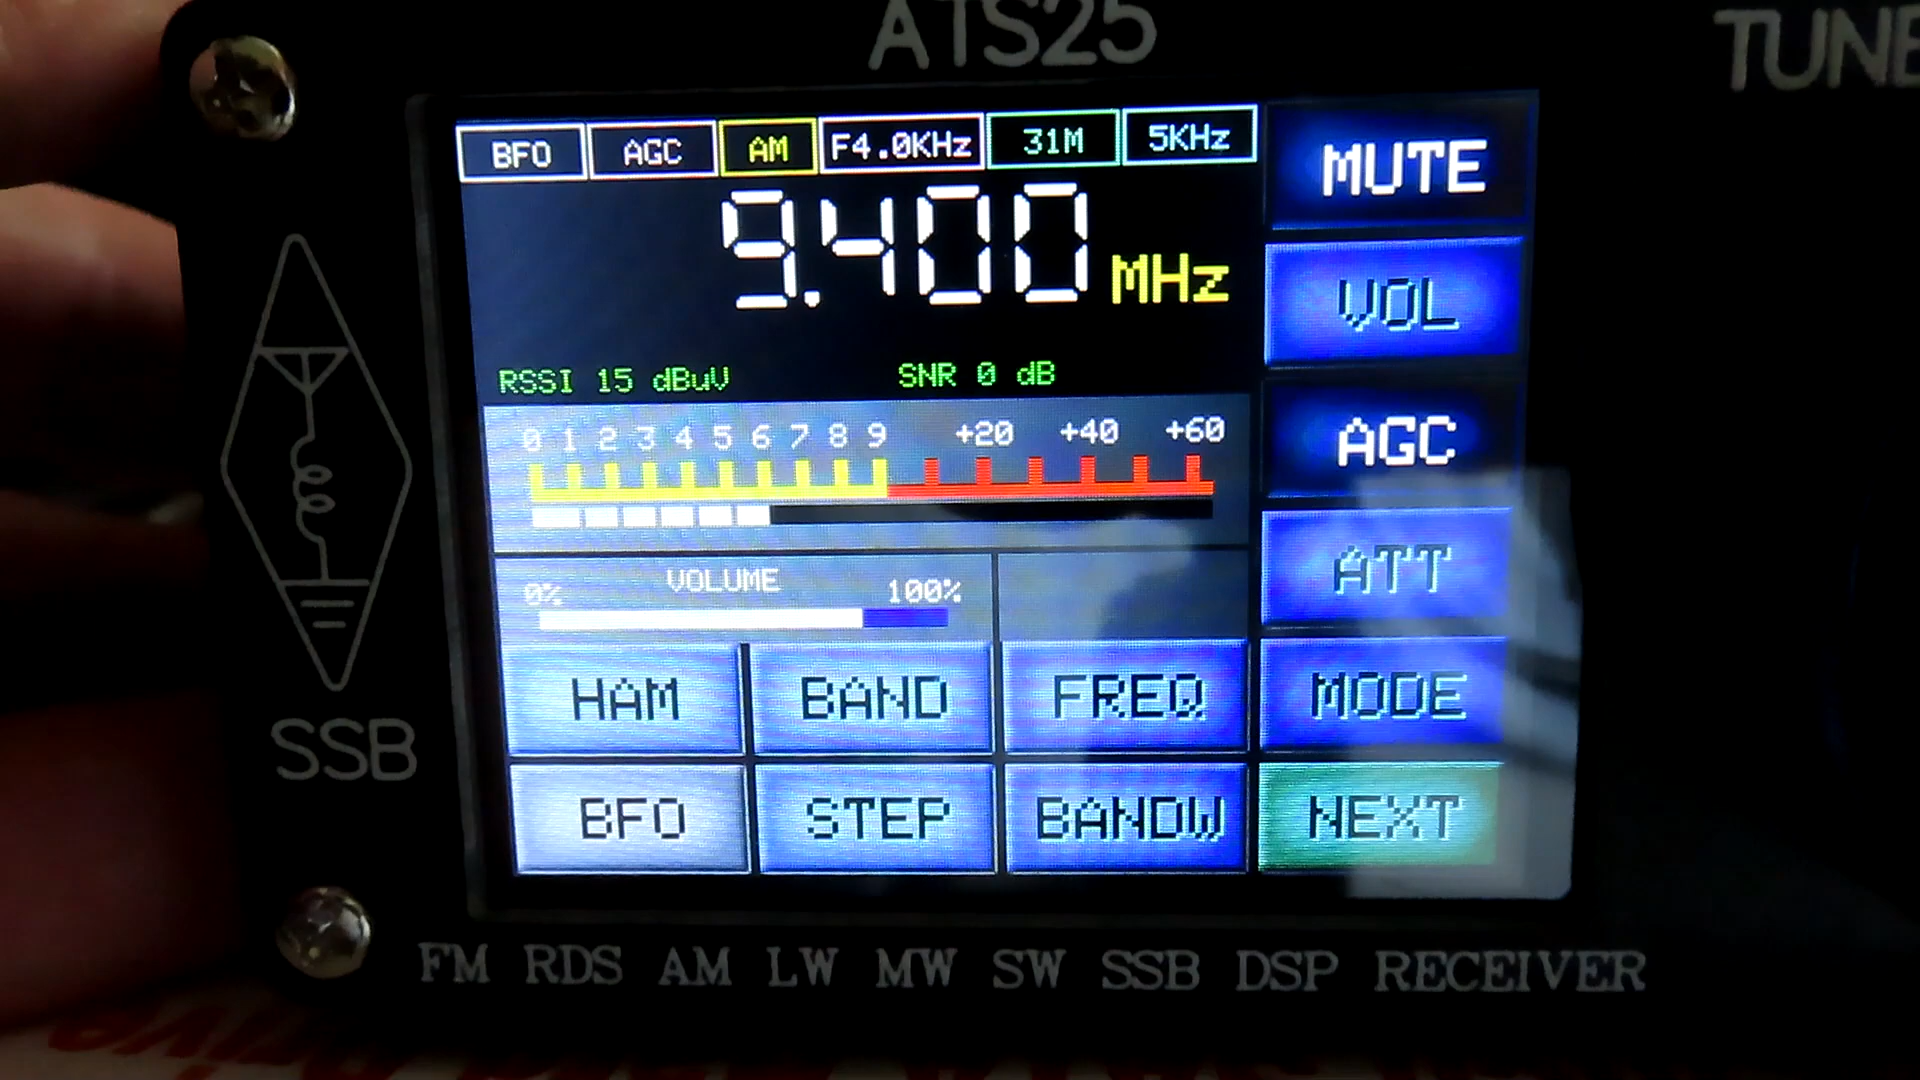 ATS25
TUNE
BFO AGC AM F4.0KHz 31M 5KHz
MUTE
9.400 MHz
VOL
RSSI 15 dBuV SNR 0 dB
AGC
0 1 2 3 4 5 6 7 8 9 +20 +40 +60
ATT
VOLUME
0% 100%
HAM BAND FREQ MODE
SSB
BFO STEP BANDW NEXT
FM RDS AM LW MW SW SSB DSP RECEIVER